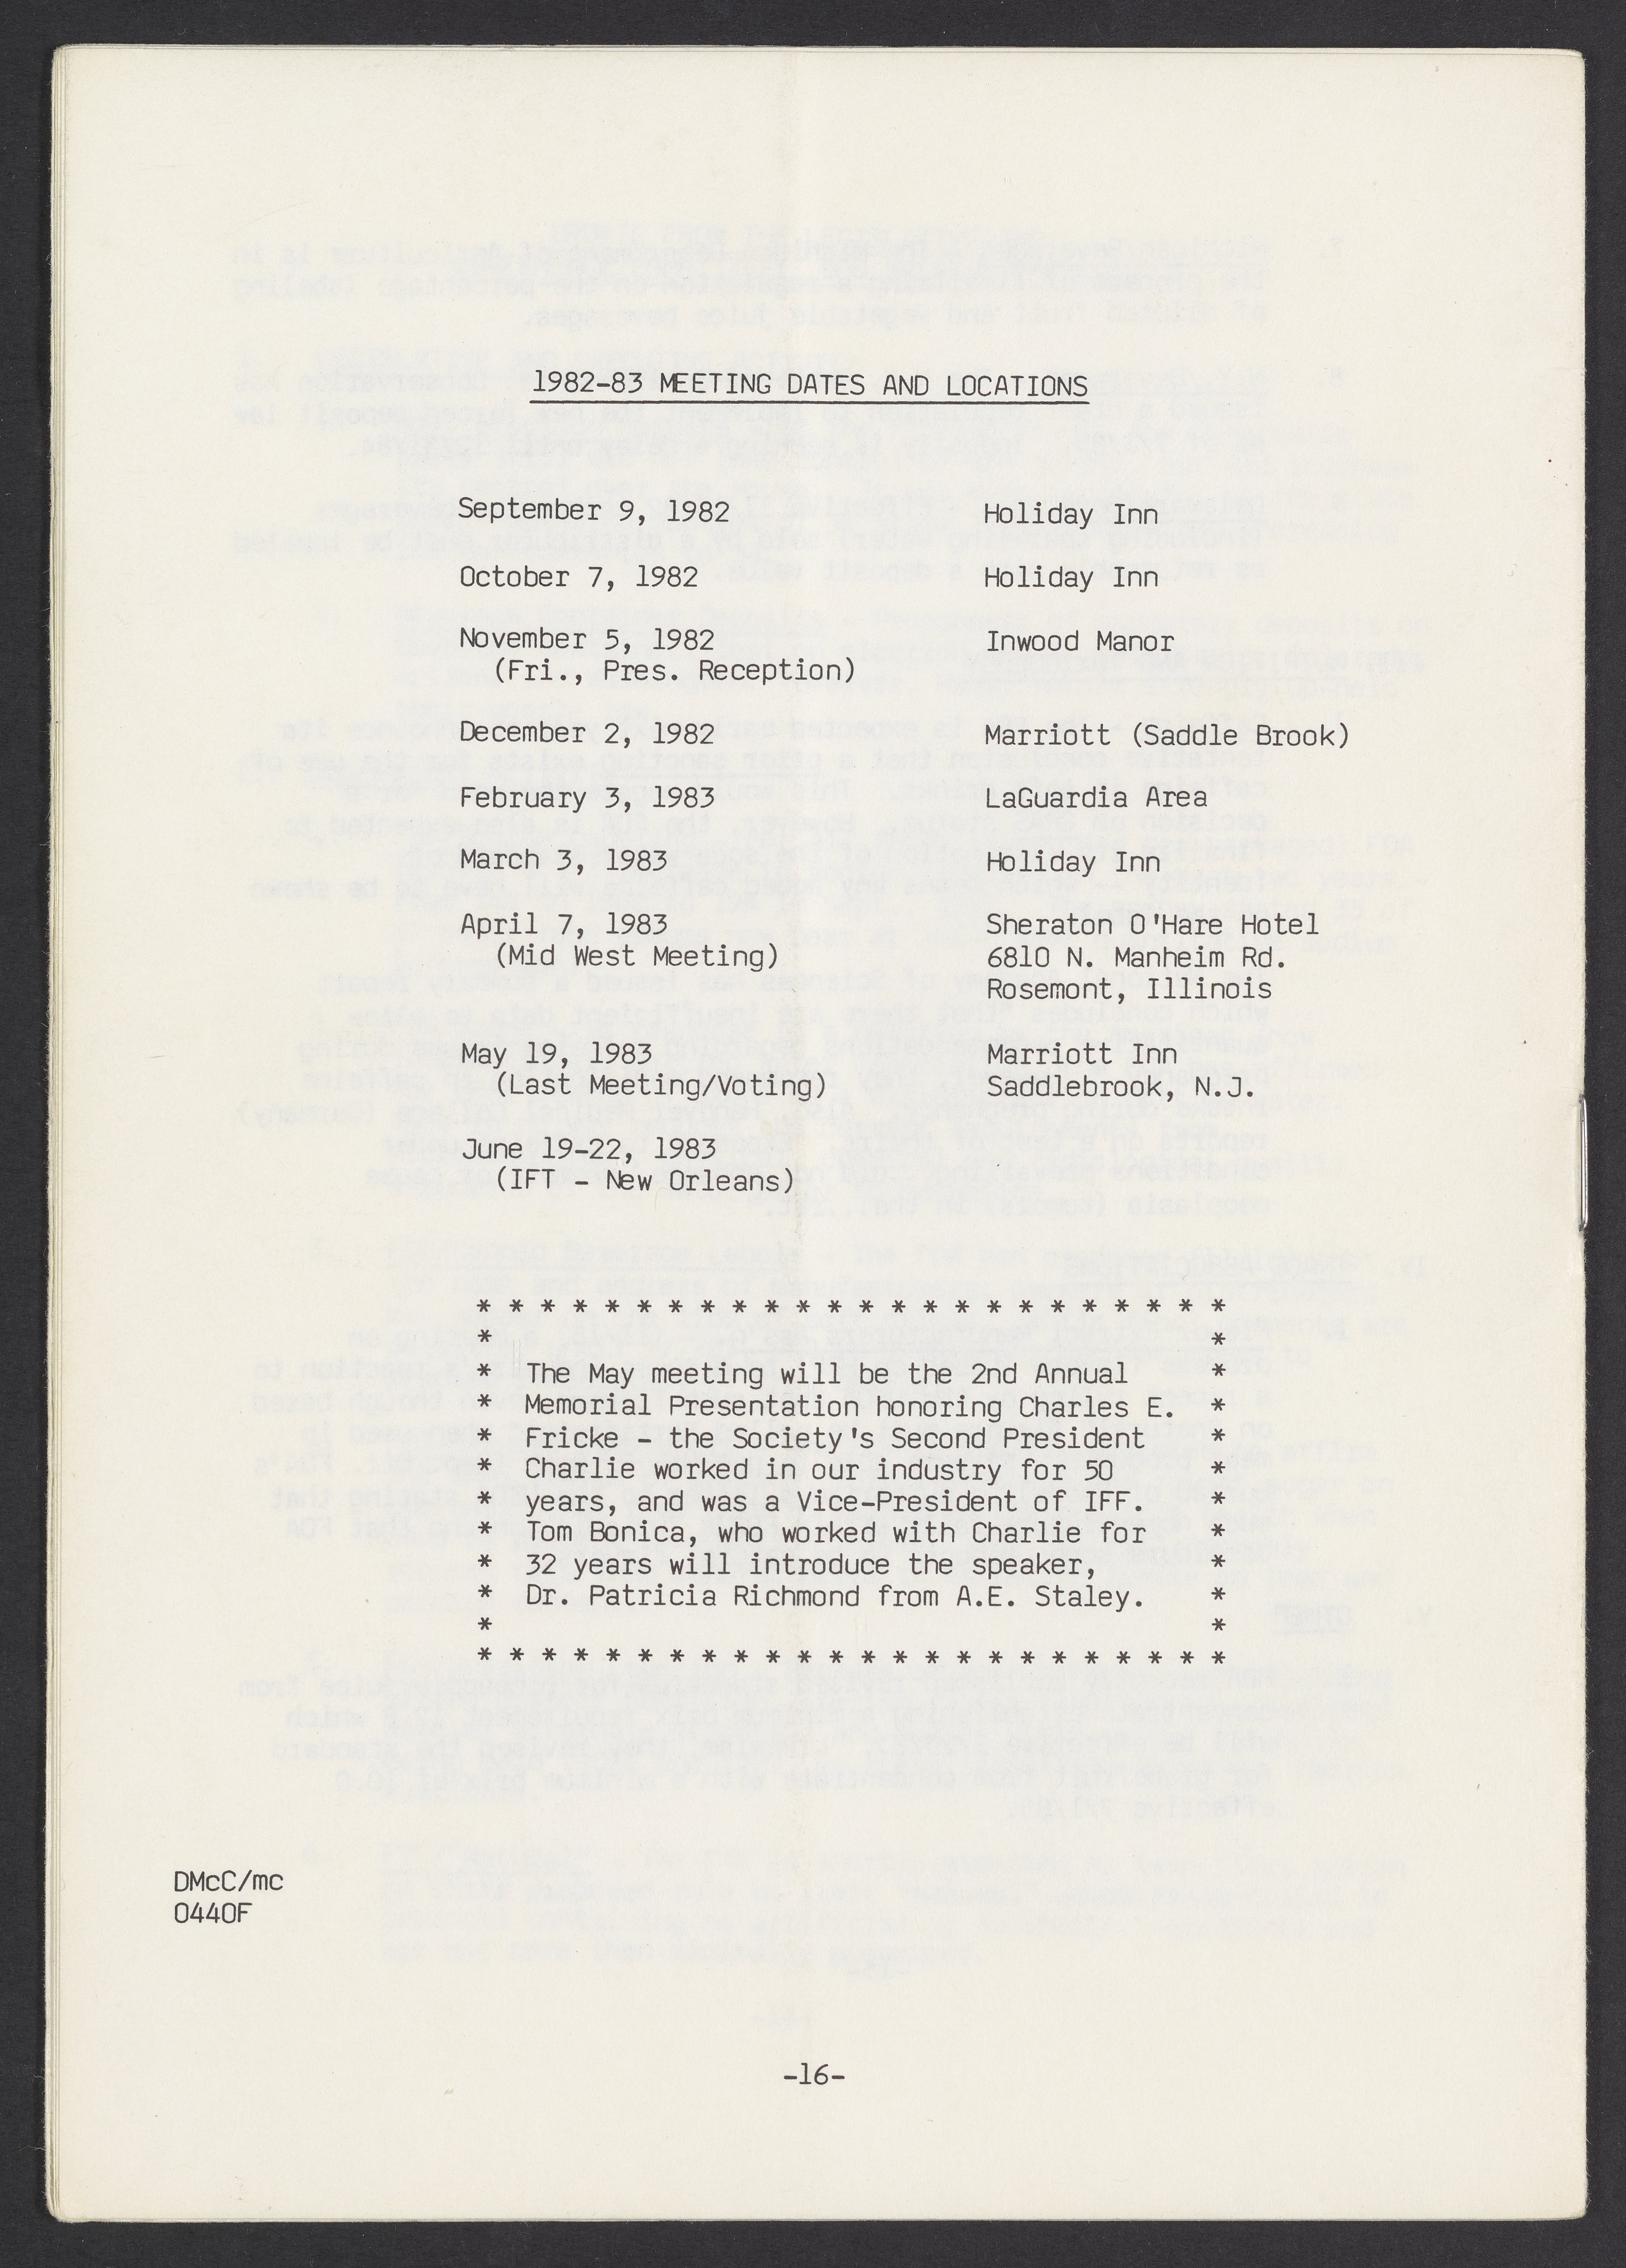 1982-83 MEETING DATES AND LOCATIONS
September 9, 1982 Holiday Inn
October 7, 1982 Holiday Inn
November 5, 1982 Inwood Manor
(Fri., Pres. Reception)
December 2, 1982 Marriott (Saddle Brook)
February 3, 1983 LaGuardia Area
March 3, 1983 Holiday Inn
April 7, 1983 Sheraton O'Hare Hotel
(Mid West Meeting) 6810 N. Manheim Rd.
Rosemont, Illinois
May 19, 1983 Marriott Inn
(Last Meeting/Voting) Saddlebrook, N.J.
June 19-22, 1983
(IFT - New Orleans)
* * * * * * * * * * * * * * * * * * * * * * * *
* *
* The May meeting will be the 2nd Annual *
* Memorial Presentation honoring Charles E. *
* Fricke - the Society's Second President *
* Charlie worked in our industry for 50 *
* years, and was a Vice-President of IFF. *
* Tom Bonica, who worked with Charlie for *
* 32 years will introduce the speaker, *
* Dr. Patricia Richmond from A.E. Staley. *
* *
* * * * * * * * * * * * * * * * * * * * * * * *
DMcC/mc
0440F
-16-